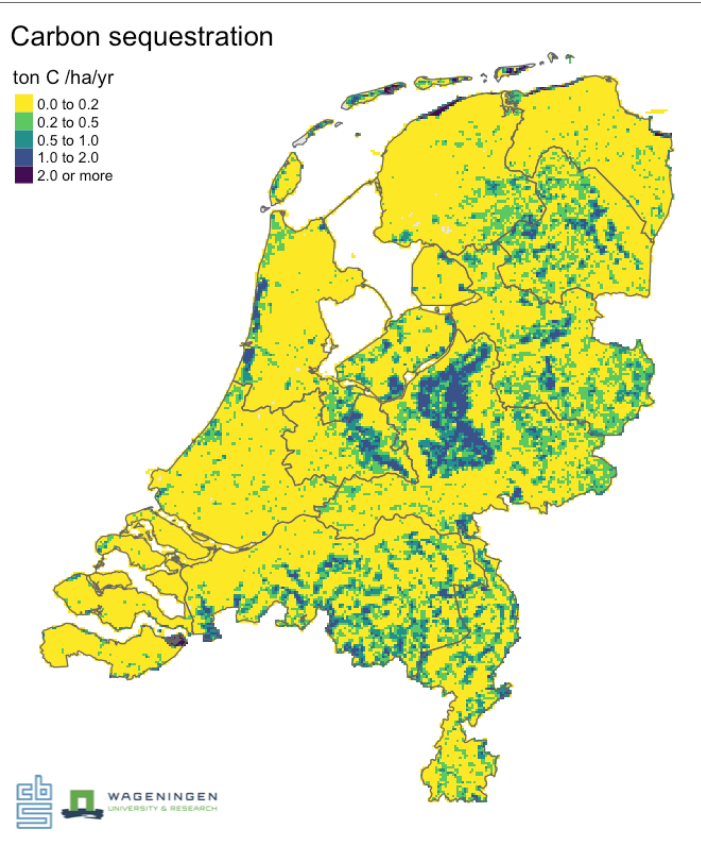 Carbon sequestration
ton C /ha/yr
0.0 to 0.2
0.2 to 0.5
0.5 to 1.0
1.0 to 2.0
2.0 or more
cbs
WAGENINGEN
UNIVERSITY & RESEARCH